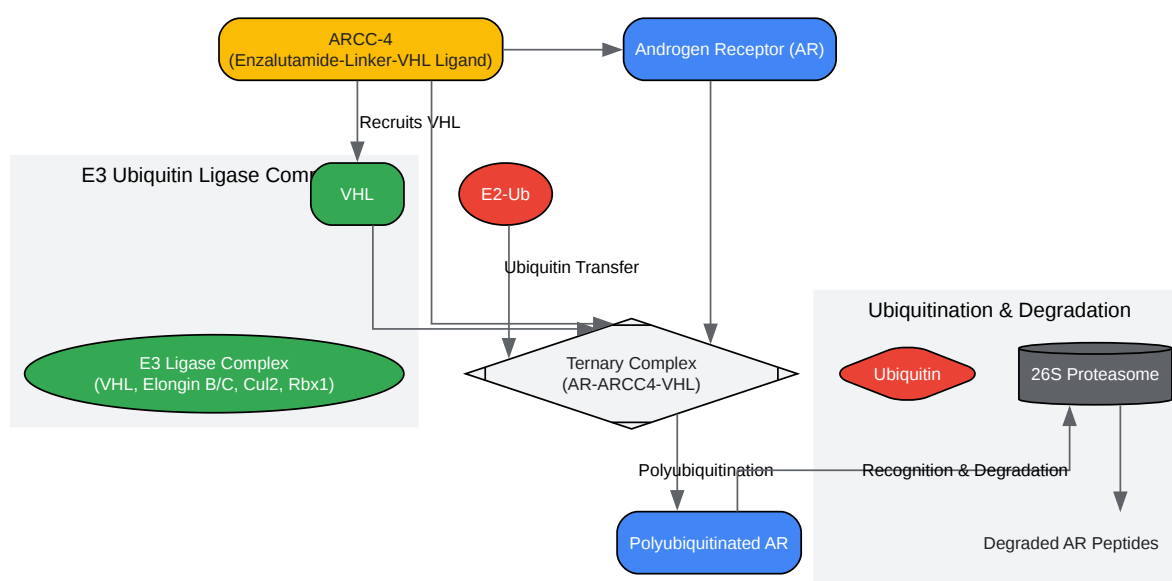 ARCC-4
(Enzalutamide-Linker-VHL Ligand)
Androgen Receptor (AR)
Recruits VHL
E3 Ubiquitin Ligase
VHL
E2-Ub
Ubiquitin Transfer
Ubiquitination & Degradation
E3 Ligase Complex
(VHL, Elongin B/C, Cul2, Rbx1)
Ternary Complex
(AR-ARCC4-VHL)
Ubiquitin
26S Proteasome
Polyubiquitination
Recognition & Degradation
Polyubiquitinated AR
Degraded AR Peptides